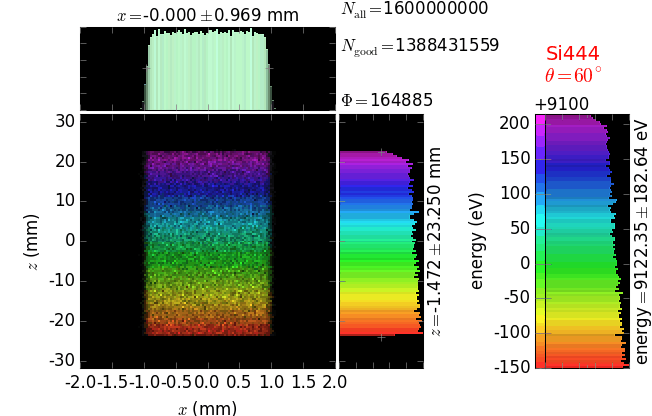 x=-0.000±0.969 mm
N_all=1600000000
N_good=1388431559
Φ=164885
Si444
θ=60°
+9100
30
20
10
0
-10
-20
-30
z (mm)
-2.0 -1.5 -1.0 -0.5 0.0 0.5 1.0 1.5 2.0
x (mm)
z=-1.472±23.250 mm
200
150
100
50
0
-50
-100
-150
energy (eV)
energy=9122.35±182.64 eV